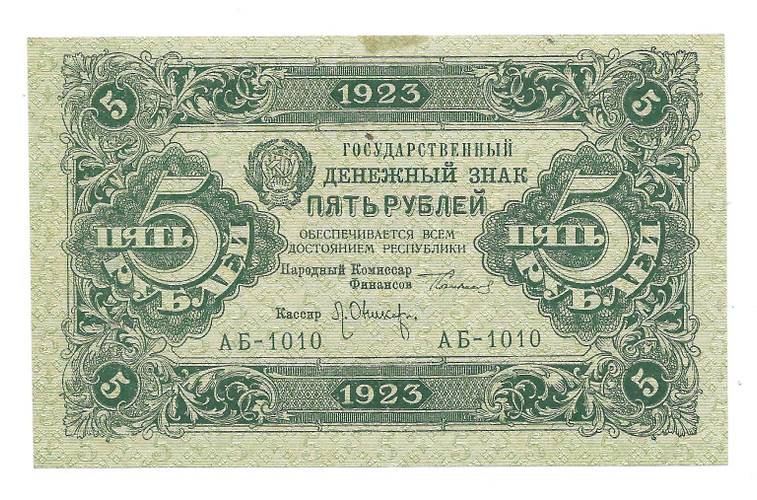 5 1923 5
ГОСУДАРСТВЕННЫЙ
ДЕНЕЖНЫЙ ЗНАК
ПЯТЬ РУБЛЕЙ
ОБЕСПЕЧИВАЕТСЯ ВСЕМ
ДОСТОЯНИЕМ РЕСПУБЛИКИ
5 ПЯТЬ РУБЛЕЙ
5 ПЯТЬ РУБЛЕЙ
Народный Комиссар
Финансов
Кассир
АБ-1010 АБ-1010
5 1923 5